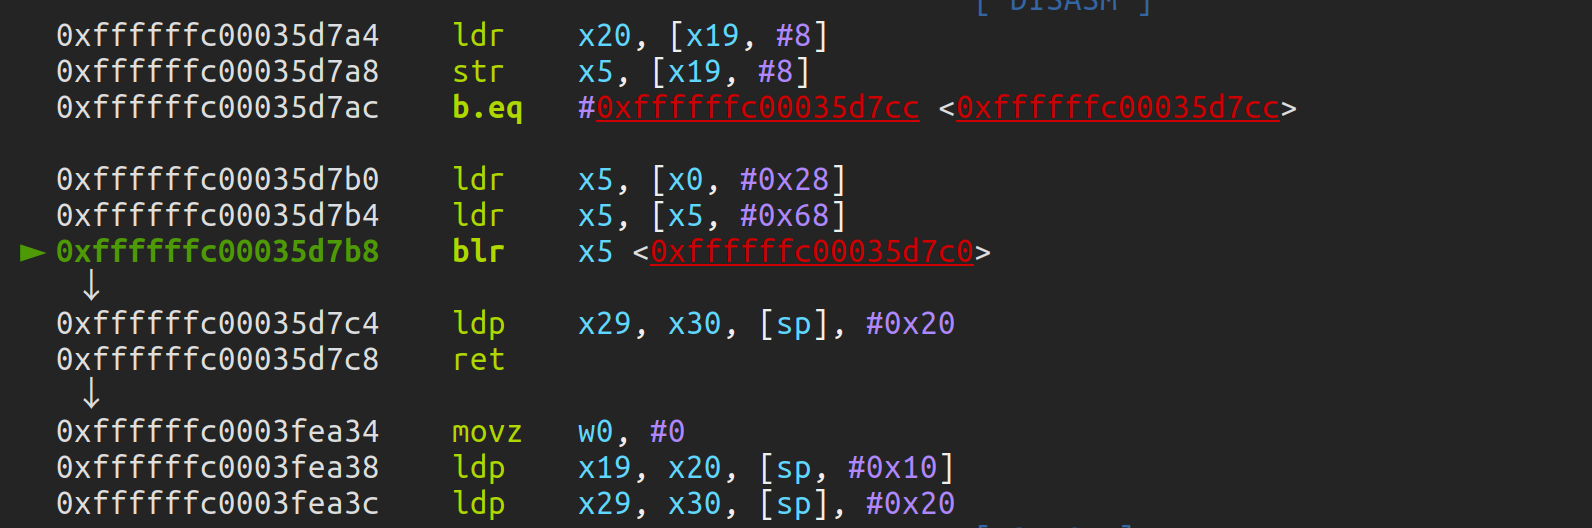 [ DISASM ]
0xffffffc00035d7a4 ldr x20, [x19, #8]
0xffffffc00035d7a8 str x5, [x19, #8]
0xffffffc00035d7ac b.eq #0xffffffc00035d7cc <0xffffffc00035d7cc>
0xffffffc00035d7b0 ldr x5, [x0, #0x28]
0xffffffc00035d7b4 ldr x5, [x5, #0x68]
► 0xffffffc00035d7b8 blr x5 <0xffffffc00035d7c0>
↓
0xffffffc00035d7c4 ldp x29, x30, [sp], #0x20
0xffffffc00035d7c8 ret
↓
0xffffffc0003fea34 movz w0, #0
0xffffffc0003fea38 ldp x19, x20, [sp, #0x10]
0xffffffc0003fea3c ldp x29, x30, [sp], #0x20